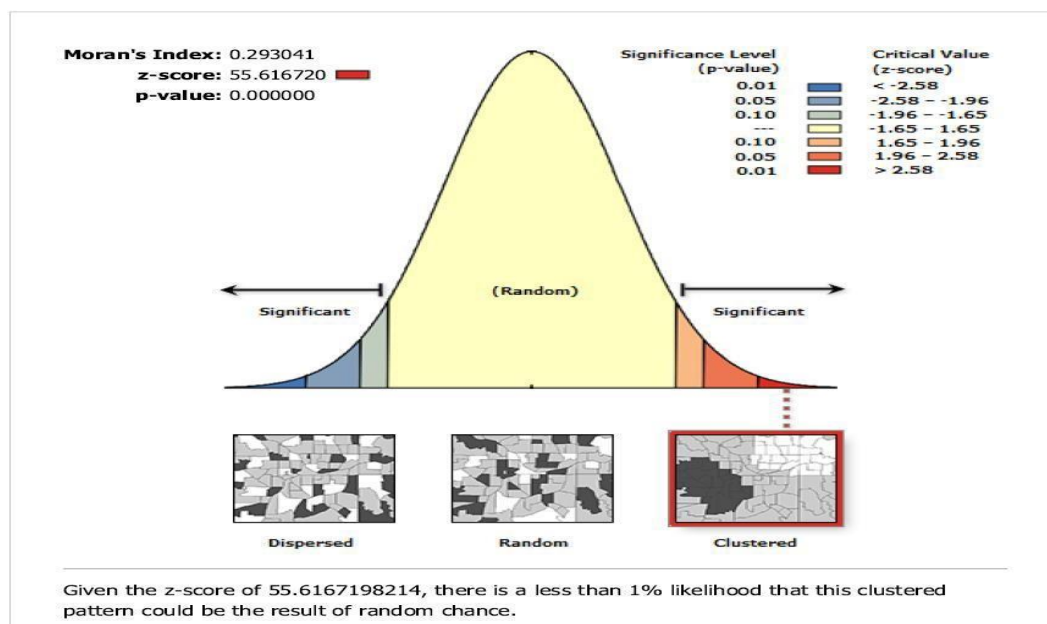 Moran's Index: 0.293041
z-score: 55.616720
p-value: 0.000000
Significance Level
(p-value)
Critical Value
(z-score)
0.01 < -2.58
0.05 -2.58 – -1.96
0.10 -1.96 – -1.65
--- -1.65 – 1.65
0.10 1.65 – 1.96
0.05 1.96 – 2.58
0.01 > 2.58
(Random)
Significant
Significant
Dispersed
Random
Clustered
Given the z-score of 55.6167198214, there is a less than 1% likelihood that this clustered
pattern could be the result of random chance.